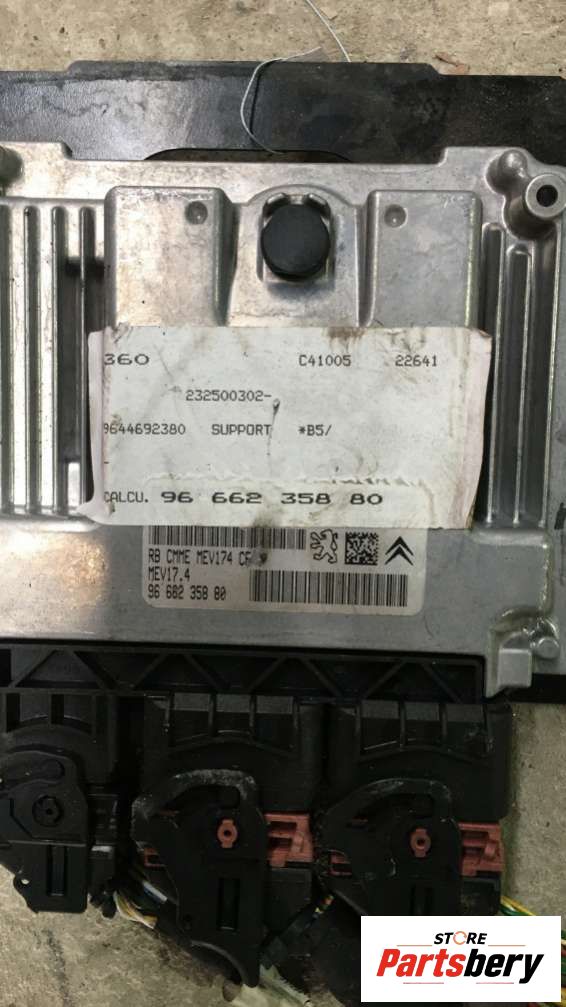 360 C41005 22641
232500302-
9644692380 SUPPORT *B5/
CALCU. 96 662 358 80
RB CMME MEV174 CF
MEV17.4
96 682 358 80
STORE
Partsbery